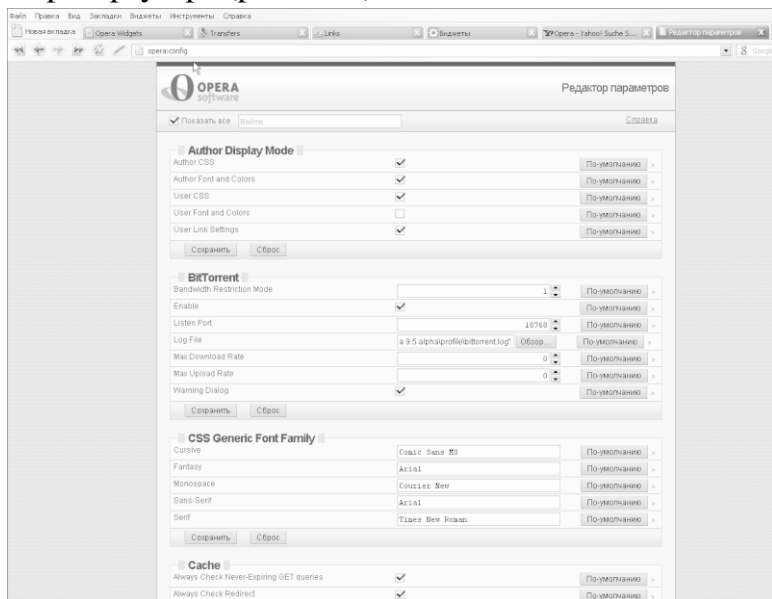 Файл Правка Вид Закладки Виджеты Инструменты Справка
Новая вкладка Opera Widgets Transfers Links Виджеты Opera - Yahoo! Suche S... Редактор параметров
opera:config
OPERA software Редактор параметров
Показать все Найти Справка
Author Display Mode
Author CSS По-умолчанию
Author Font and Colors По-умолчанию
User CSS По-умолчанию
User Font and Colors По-умолчанию
User Link Settings По-умолчанию
Сохранить Сброс
BitTorrent
Bandwidth Restriction Mode 1 По-умолчанию
Enable По-умолчанию
Listen Port 18768 По-умолчанию
Log File a 9.5 alpha\profile\bittorrent.log" Обзор... По-умолчанию
Max Download Rate 0 По-умолчанию
Max Upload Rate 0 По-умолчанию
Warning Dialog По-умолчанию
Сохранить Сброс
CSS Generic Font Family
Cursive Comic Sans MS По-умолчанию
Fantasy Arial По-умолчанию
Monospace Courier New По-умолчанию
Sans-Serif Arial По-умолчанию
Serif Times New Roman По-умолчанию
Сохранить Сброс
Cache
Always Check Never-Expiring GET queries По-умолчанию
Always Check Redirect По-умолчанию